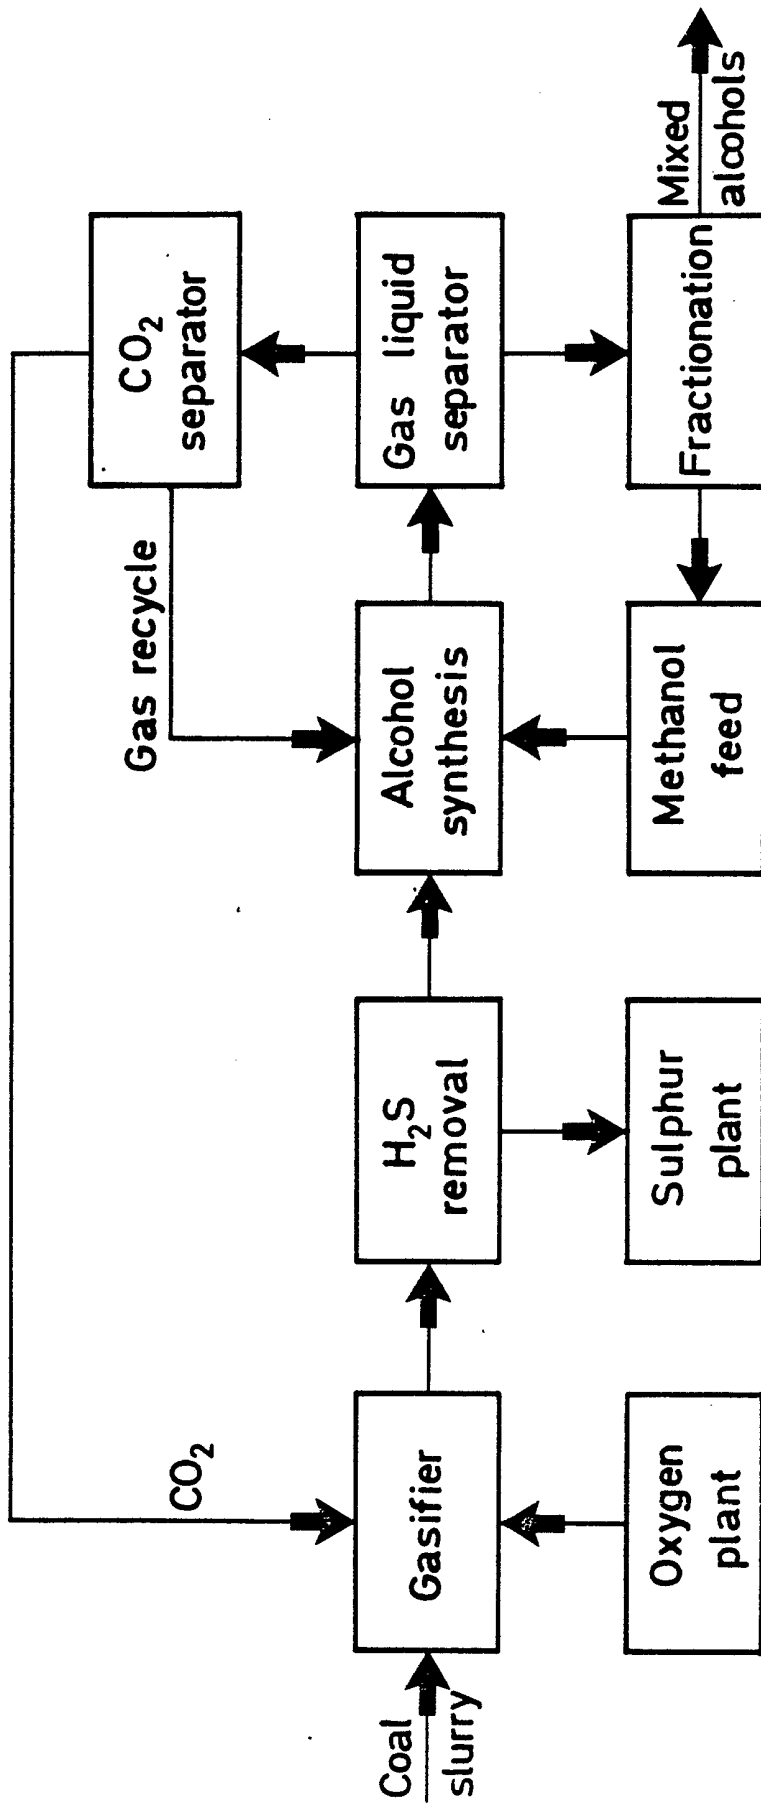 CO₂
Gas recycle
CO₂
separator
Coal
slurry
Gasifier
H₂S
removal
Alcohol
synthesis
Gas liquid
separator
Oxygen
plant
Sulphur
plant
Methanol
feed
Fractionation
Mixed
alcohols